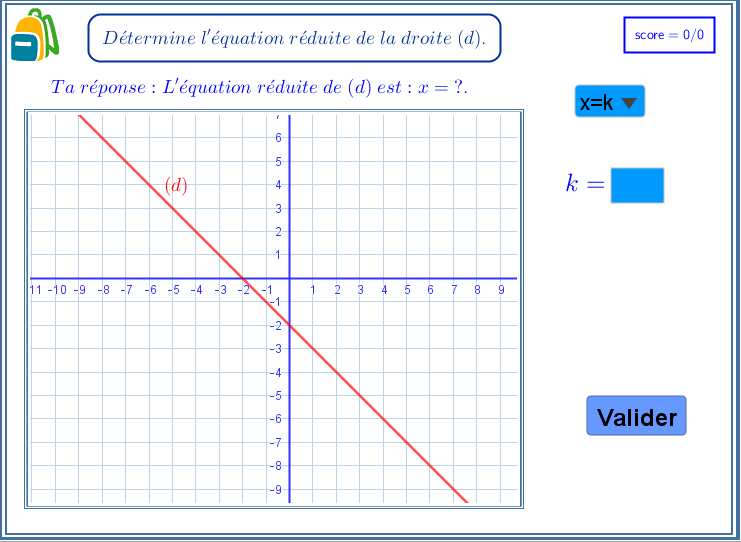 Détermine l'équation réduite de la droite (d).
score = 0/0
Ta réponse : L'équation réduite de (d) est : x = ?.
x=k
k =
(d)
6
5
4
3
2
1
11 -10 -9 -8 -7 -6 -5 -4 -3 -2 -1 1 2 3 4 5 6 7 8 9
-1
-2
-3
-4
-5
-6
-7
-8
-9
Valider